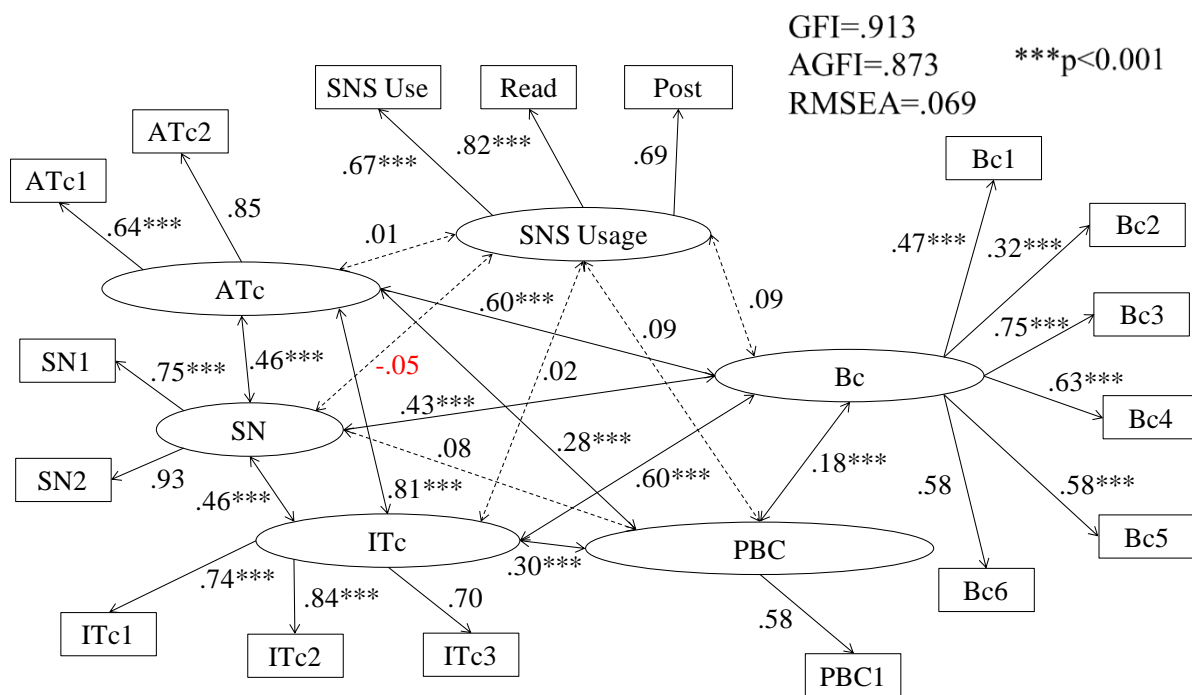 GFI=.913
AGFI=.873
RMSEA=.069
***p<0.001
SNS Use
Read
Post
ATc2
ATc1
.67***
.82***
.69
Bc1
.64***
.85
.01
SNS Usage
.47***
.32***
Bc2
ATc
.60***
.09
.09
.75***
Bc3
SN1
.75***
.46***
-.05
.02
Bc
.63***
Bc4
SN
.43***
.08
.28***
.18***
SN2
.93
.46***
.81***
.60***
.58
.58***
Bc5
ITc
.30***
PBC
.74***
.84***
.70
.58
Bc6
ITc1
ITc2
ITc3
PBC1